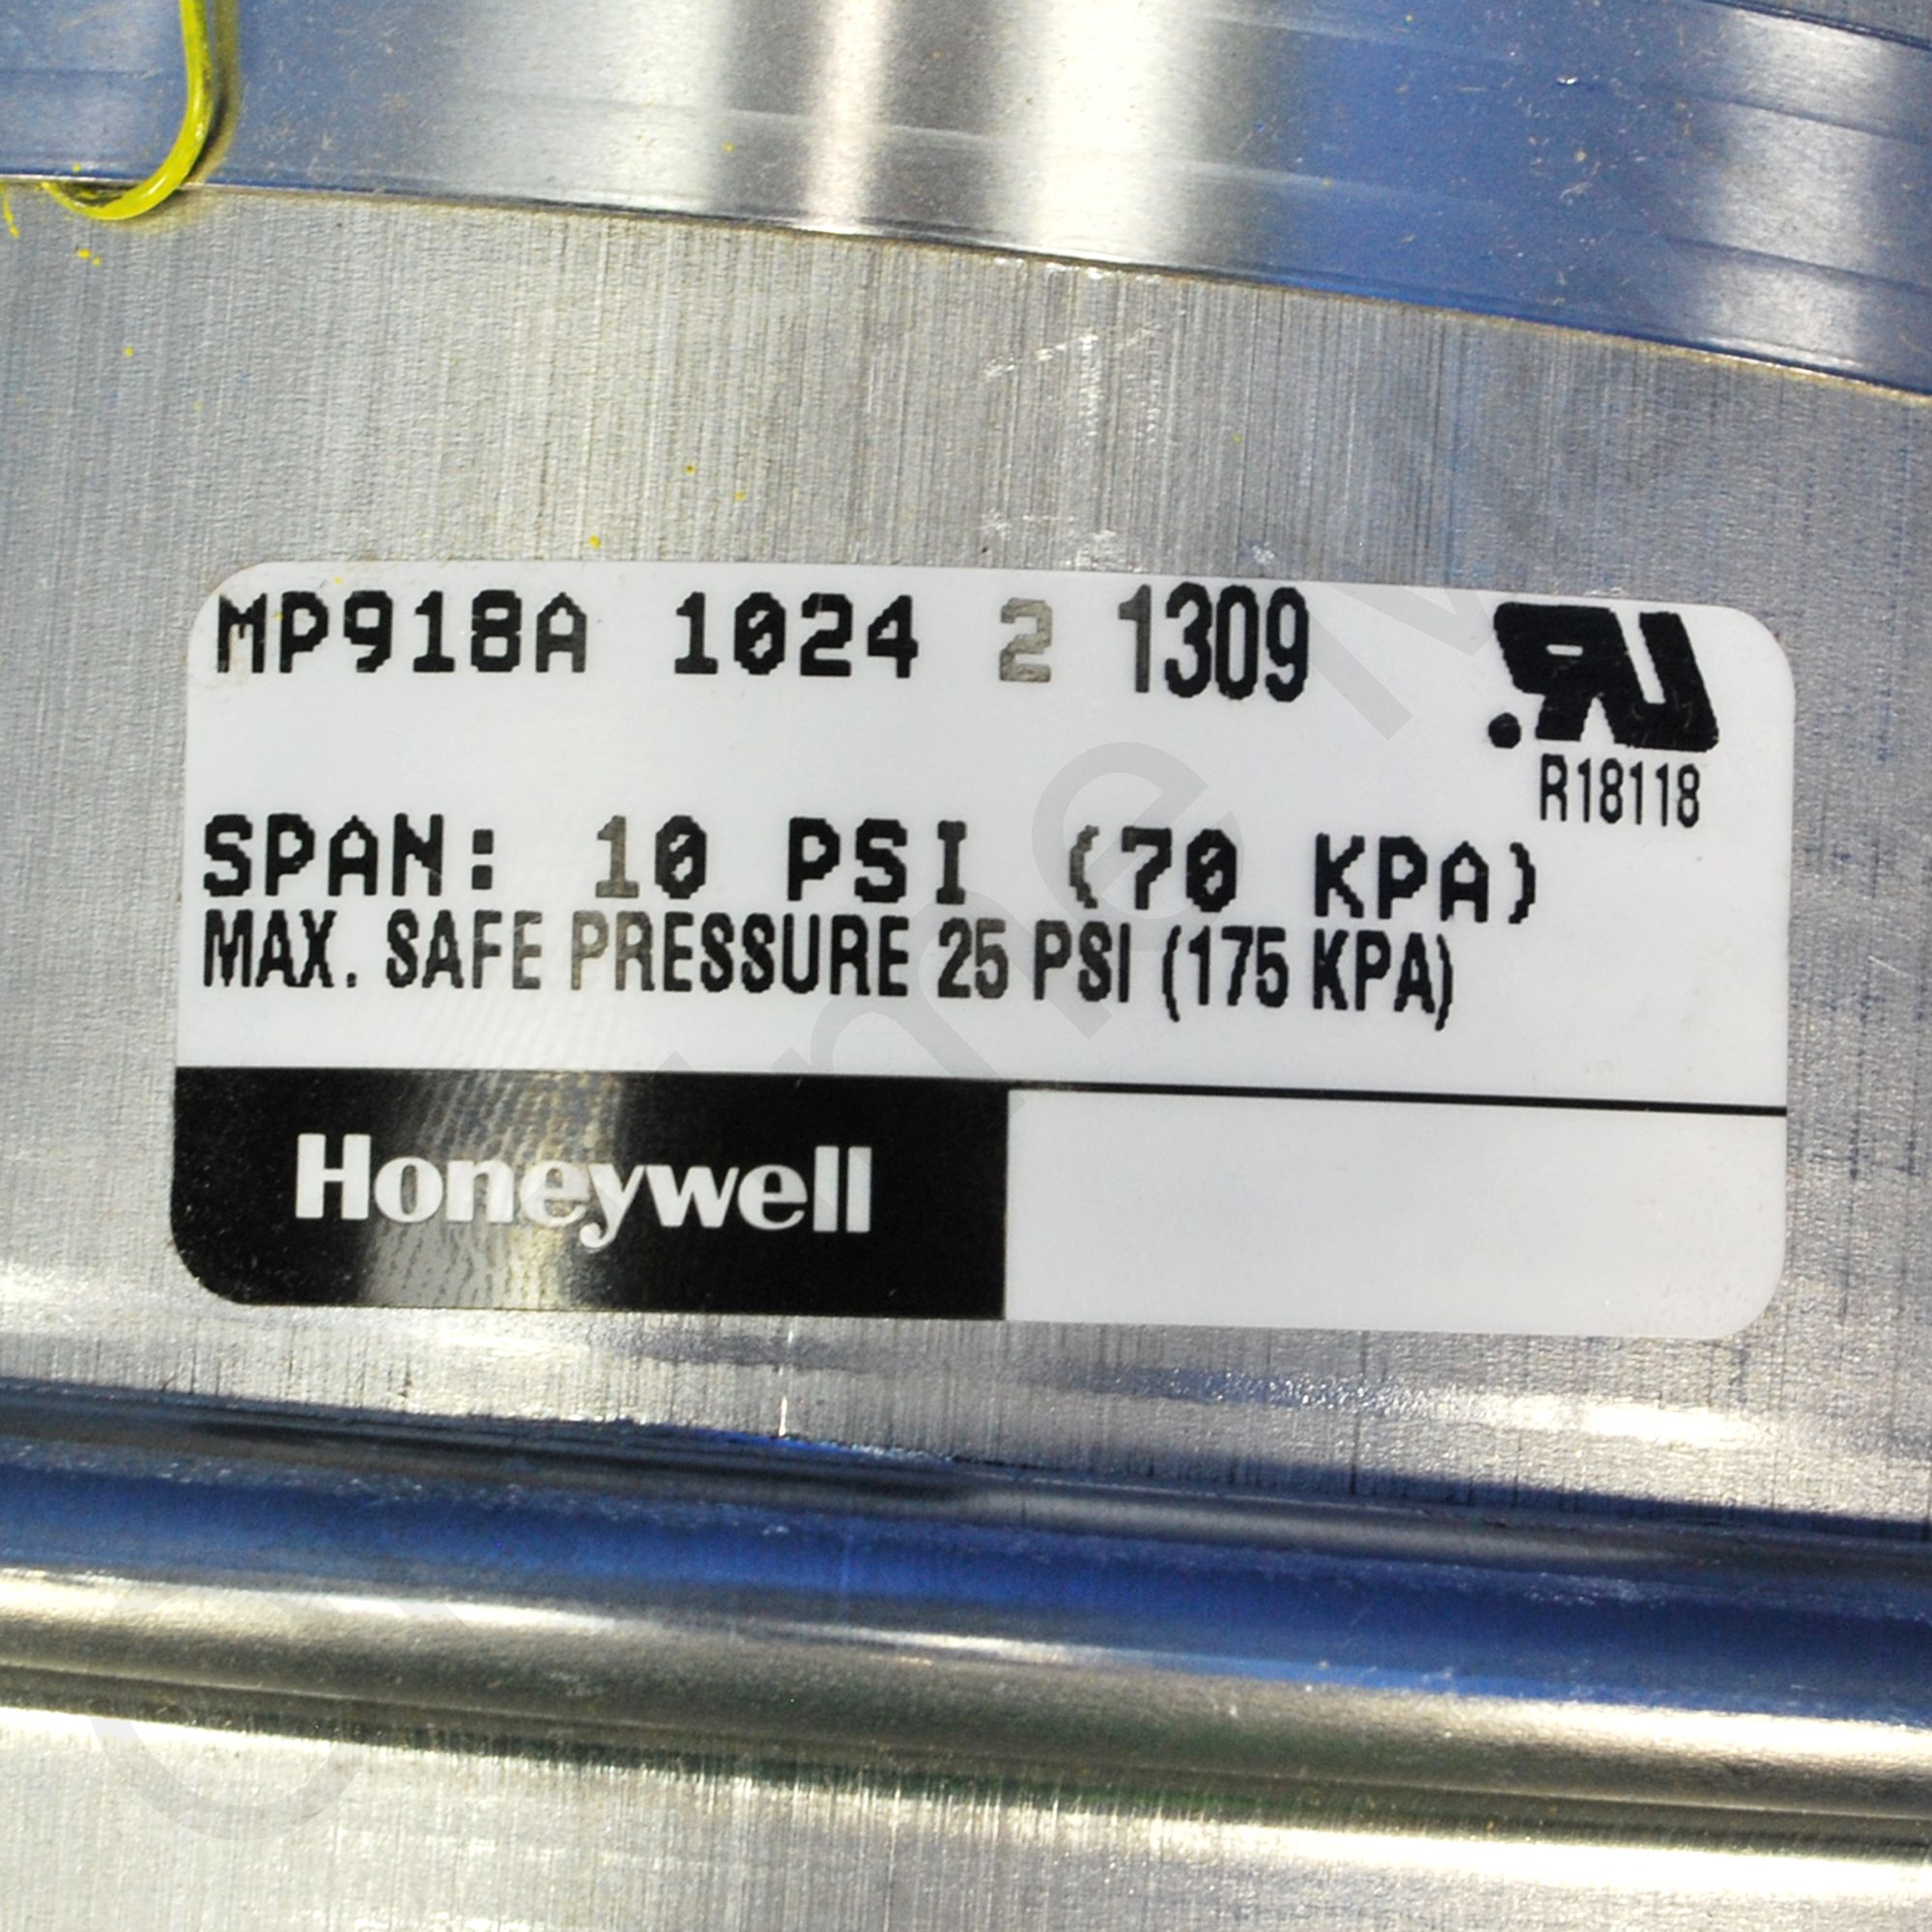 MP918A 1024 2 1309
R18118
SPAN: 10 PSI (70 KPA)
MAX. SAFE PRESSURE 25 PSI (175 KPA)
Honeywell